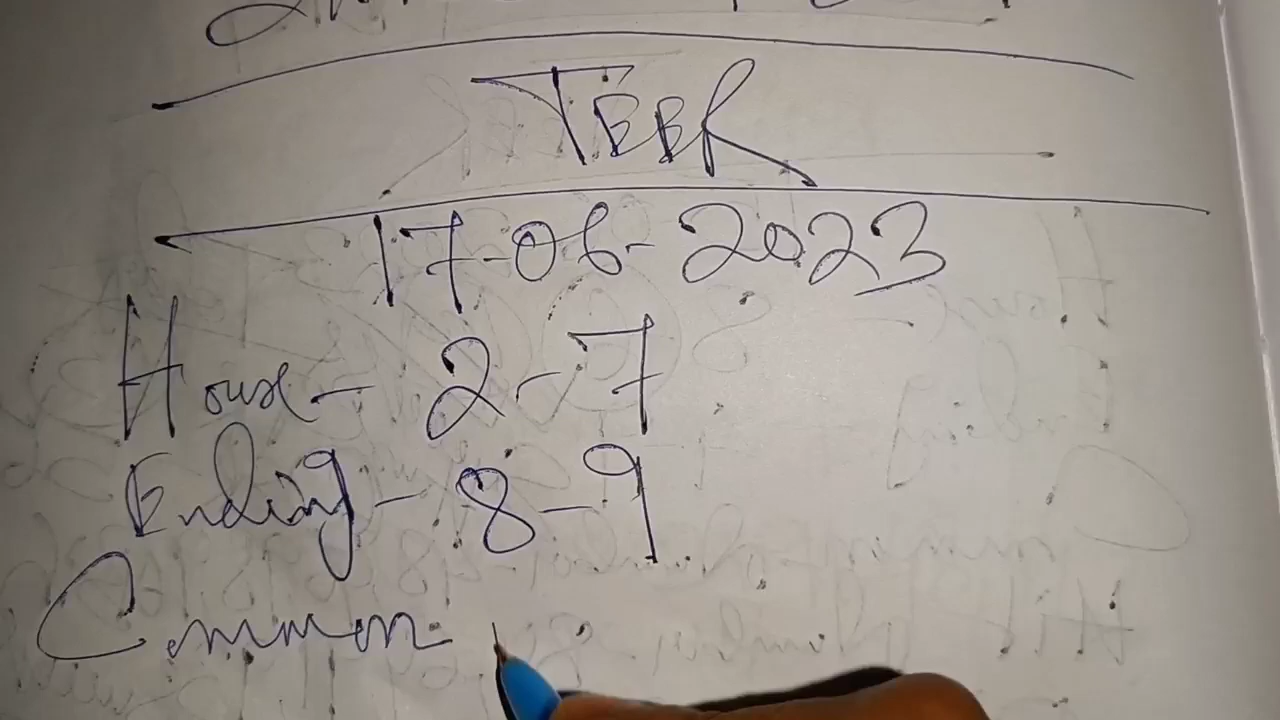 TEER
17-06-2023
House- 2-7
Ending- 8-9
Common